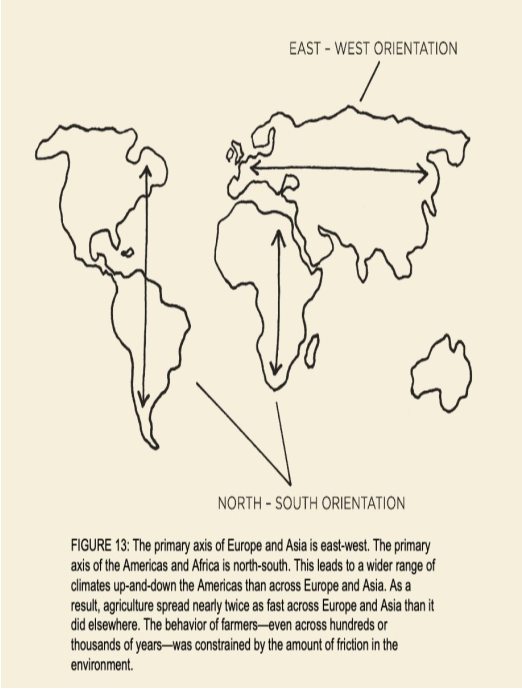 EAST - WEST ORIENTATION
NORTH - SOUTH ORIENTATION
FIGURE 13: The primary axis of Europe and Asia is east-west. The primary
axis of the Americas and Africa is north-south. This leads to a wider range of
climates up-and-down the Americas than across Europe and Asia. As a
result, agriculture spread nearly twice as fast across Europe and Asia than it
did elsewhere. The behavior of farmers—even across hundreds or
thousands of years—was constrained by the amount of friction in the
environment.